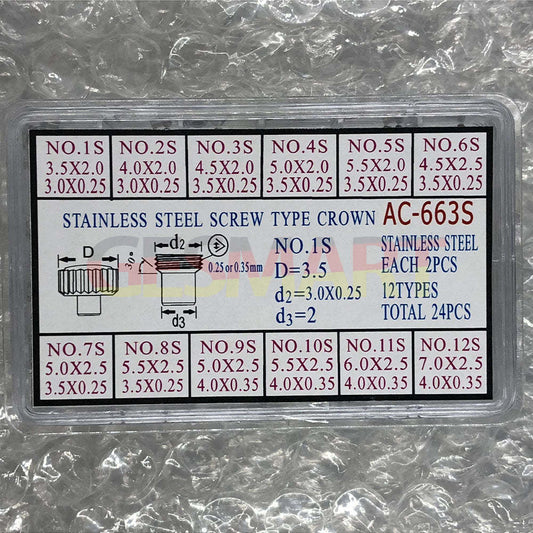 NO.1S NO.2S NO.3S NO.4S NO.5S NO.6S
3.5X2.0 4.0X2.0 4.5X2.0 5.0X2.0 5.5X2.0 4.5X2.5
3.0X0.25 3.0X0.25 3.0X0.25 3.0X0.25 3.0X0.25 3.5X0.25
STAINLESS STEEL SCREW TYPE CROWN AC-663S
GLSMART
D d2 NO.1S STAINLESS STEEL
30° 0.25 or 0.35mm D=3.5 EACH 2PCS
d2=3.0X0.25 12TYPES
d3 d3=2 TOTAL 24PCS
NO.7S NO.8S NO.9S NO.10S NO.11S NO.12S
5.0X2.5 5.5X2.5 5.0X2.5 5.5X2.5 6.0X2.5 7.0X2.5
3.5X0.25 3.5X0.25 4.0X0.35 4.0X0.35 4.0X0.35 4.0X0.35